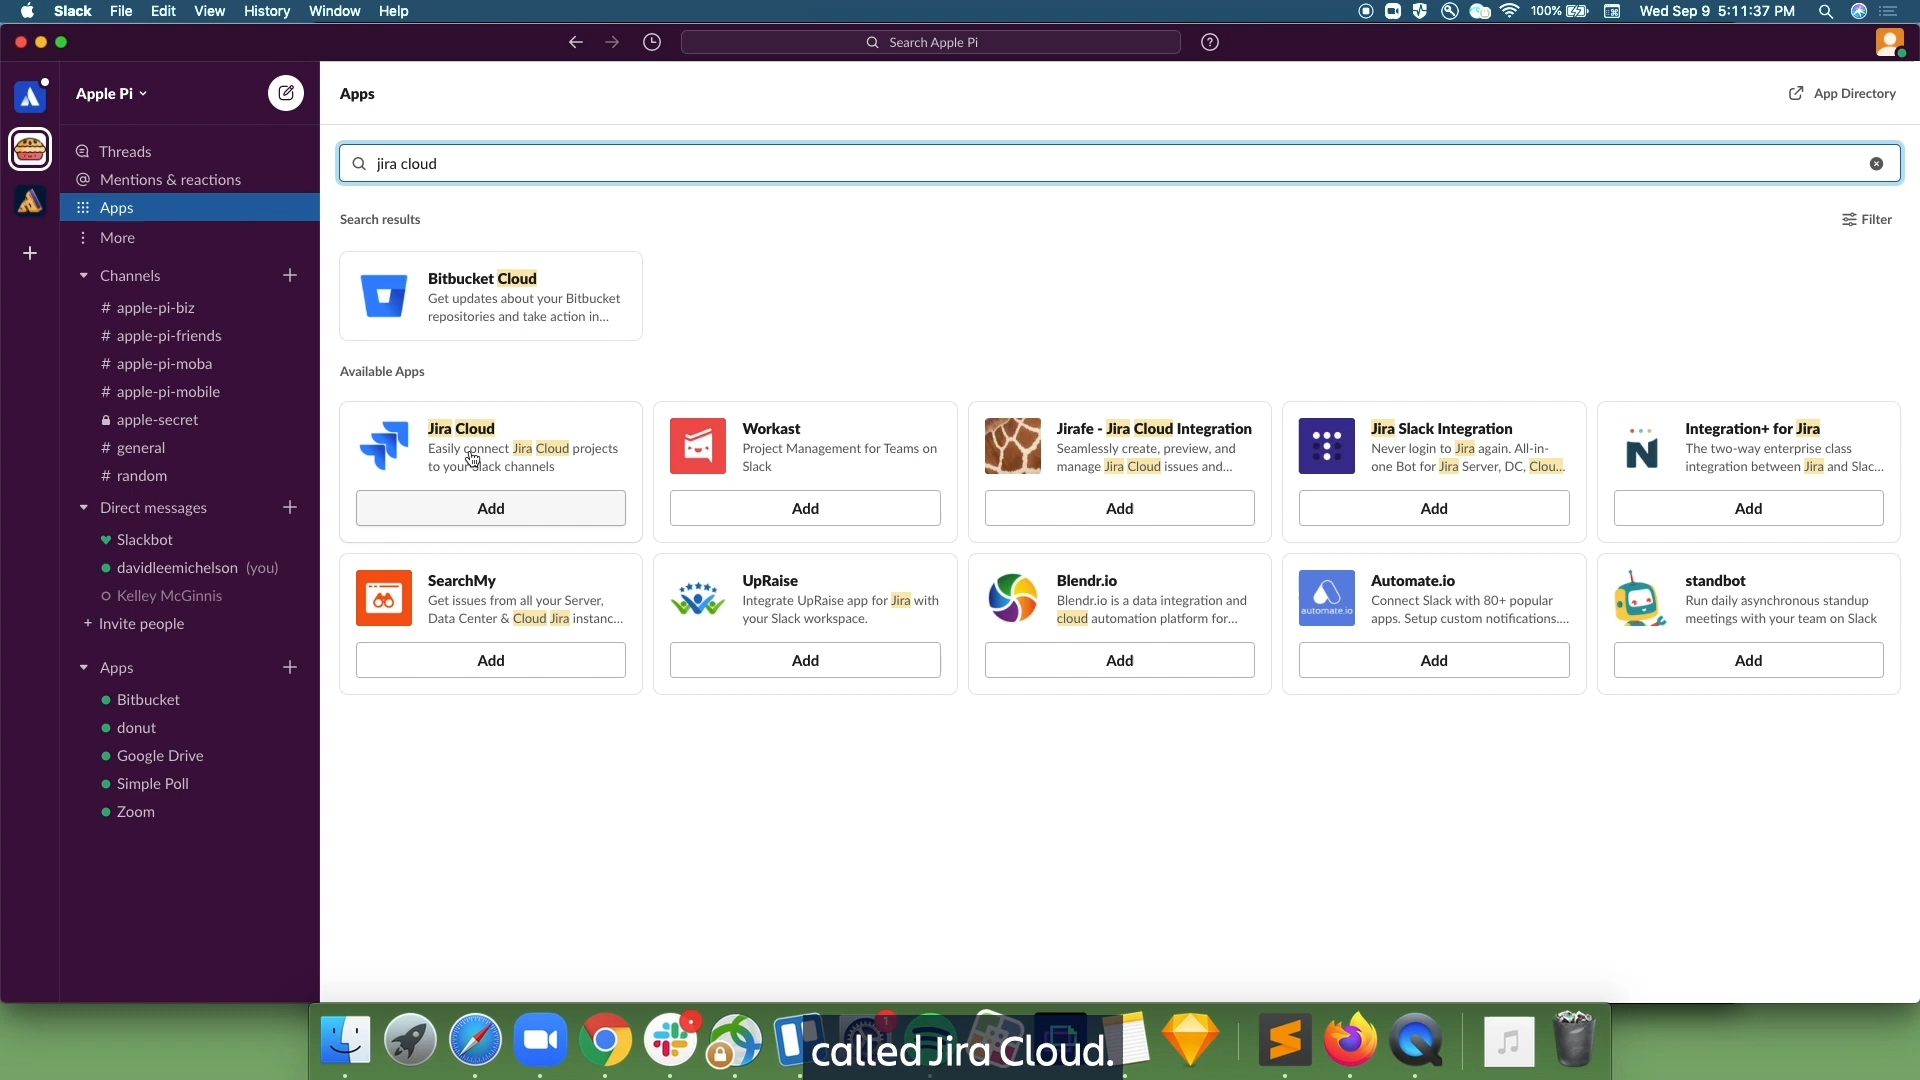 Slack File Edit View History Window Help
100% Wed Sep 9 5:11:37 PM
Search Apple Pi
Apple Pi
Threads
Mentions & reactions
Apps
More
Channels
# apple-pi-biz
# apple-pi-friends
# apple-pi-moba
# apple-pi-mobile
apple-secret
# general
# random
Direct messages
Slackbot
davidleemichelson (you)
Kelley McGinnis
+ Invite people
Apps
Bitbucket
donut
Google Drive
Simple Poll
Zoom
Apps
App Directory
jira cloud
Search results
Filter
Bitbucket Cloud
Get updates about your Bitbucket
repositories and take action in...
Available Apps
Jira Cloud
Easily connect Jira Cloud projects
to your Slack channels
Add
Workast
Project Management for Teams on
Slack
Add
Jirafe - Jira Cloud Integration
Seamlessly create, preview, and
manage Jira Cloud issues and...
Add
Jira Slack Integration
Never login to Jira again. All-in-
one Bot for Jira Server, DC, Clou...
Add
Integration+ for Jira
The two-way enterprise class
integration between Jira and Slac...
Add
SearchMy
Get issues from all your Server,
Data Center & Cloud Jira instanc...
Add
UpRaise
Integrate UpRaise app for Jira with
your Slack workspace.
Add
Blendr.io
Blendr.io is a data integration and
cloud automation platform for...
Add
automate.io
Automate.io
Connect Slack with 80+ popular
apps. Setup custom notifications....
Add
standbot
Run daily asynchronous standup
meetings with your team on Slack
Add
1
called Jira Cloud.